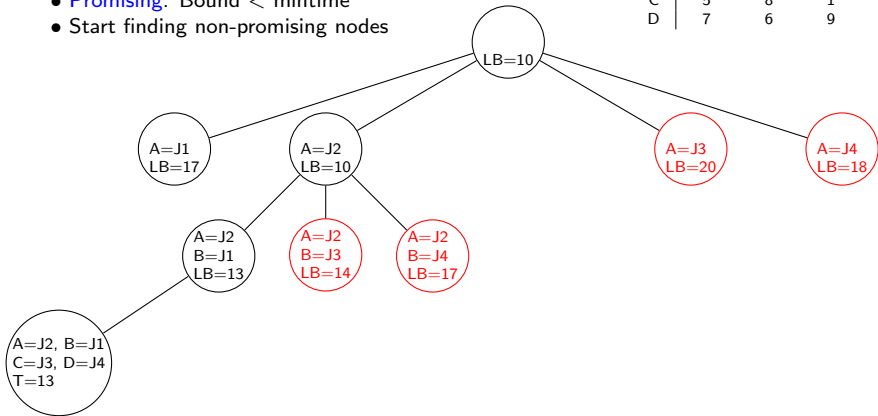 • Promising: Bound < mintime
• Start finding non-promising nodes
C 5 8 1
D 7 6 9
LB=10
A=J1
LB=17
A=J2
LB=10
A=J3
LB=20
A=J4
LB=18
A=J2
B=J1
LB=13
A=J2
B=J3
LB=14
A=J2
B=J4
LB=17
A=J2, B=J1
C=J3, D=J4
T=13